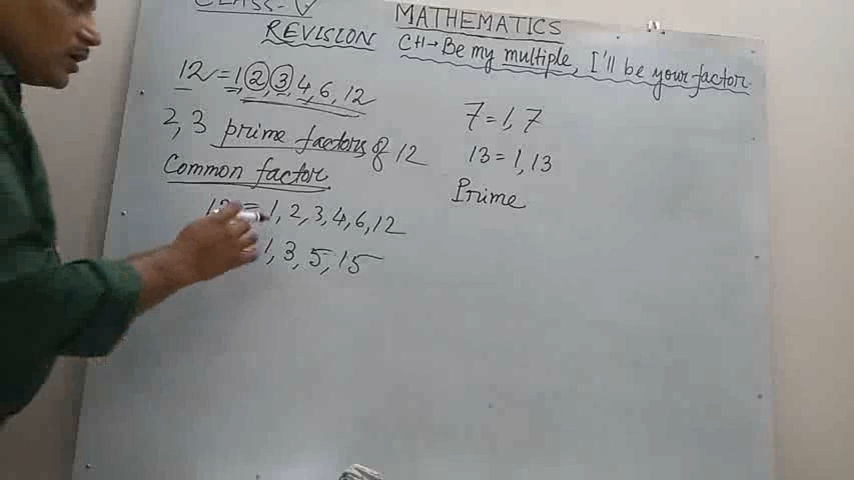 CLASS-V
MATHEMATICS
REVISION
CH→Be my multiple, I'll be your factor.
12 = 1, 2, 3, 4, 6, 12
2, 3 prime factors of 12
Common factor
= 1, 2, 3, 4, 6, 12
1, 3, 5, 15
7 = 1, 7
13 = 1, 13
Prime